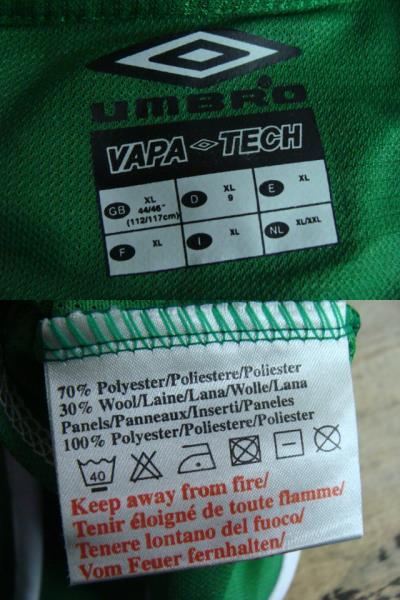 UMBRO
VAPA TECH
GB XL 44/46" (112/117cm) D XL 9 E XL
F XL I XL NL XL/XXL
70% Polyester/Poliestere/Poliester
30% Wool/Laine/Lana/Wolle/Lana
Panels/Panneaux/Inserti/Paneles
100% Polyester/Poliestere/Poliester
40
Keep away from fire/
Tenir éloigné de toute flamme/
Tenere lontano del fuoco/
Vom Feuer fernhalten/